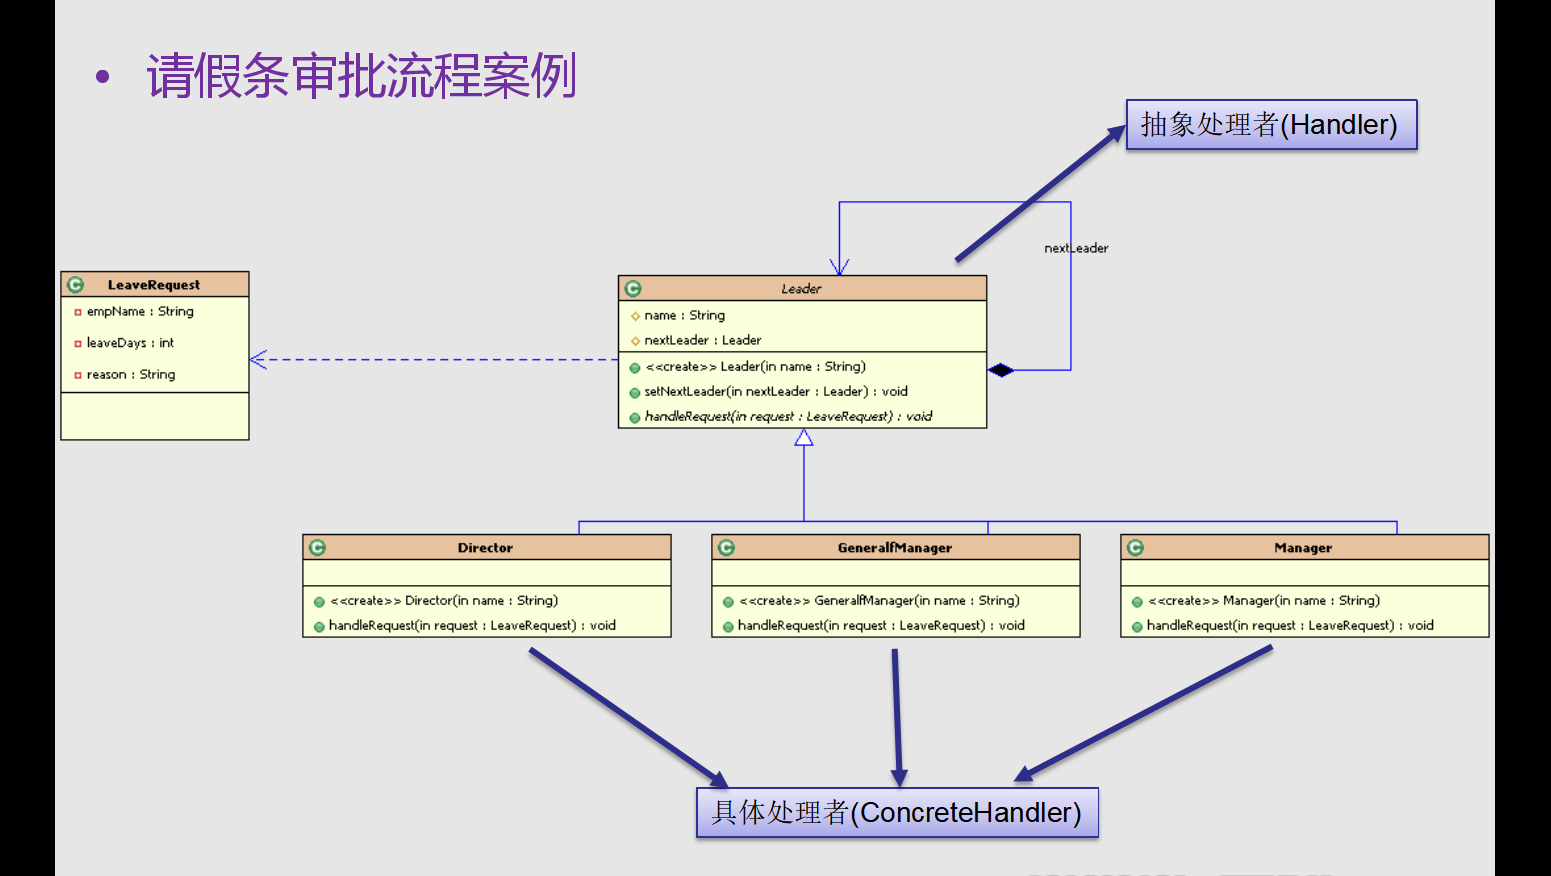 • 请假条审批流程案例
抽象处理者(Handler)
nextLeader
LeaveRequest
empName : String
leaveDays : int
reason : String
Leader
name : String
nextLeader : Leader
<<create>> Leader(in name : String)
setNextLeader(in nextLeader : Leader) : void
handleRequest(in request : LeaveRequest) : void
Director
<<create>> Director(in name : String)
handleRequest(in request : LeaveRequest) : void
GeneralfManager
<<create>> GeneralfManager(in name : String)
handleRequest(in request : LeaveRequest) : void
Manager
<<create>> Manager(in name : String)
handleRequest(in request : LeaveRequest) : void
具体处理者(ConcreteHandler)